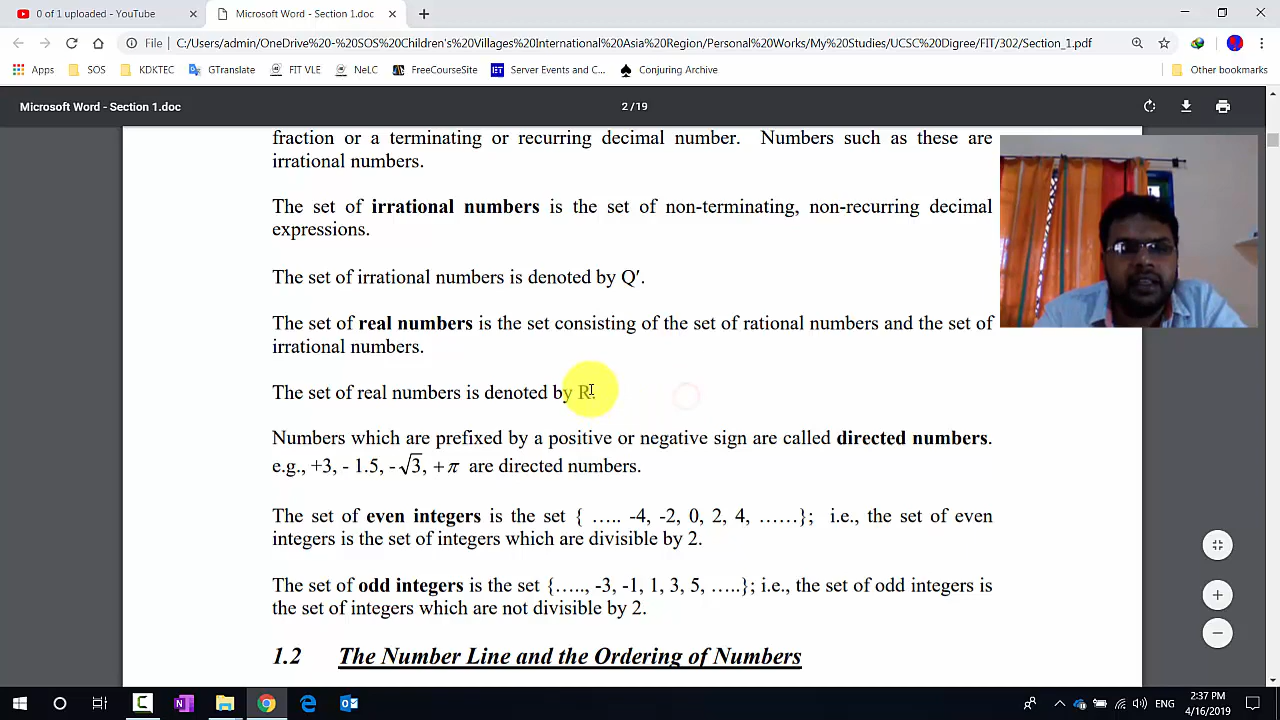 0 of 1 uploaded - YouTube
Microsoft Word - Section 1.doc
File
C:/Users/admin/OneDrive%20-%20SOS%20Children's%20Villages%20International%20Asia%20Region/Personal%20Works/My%20Studies/UCSC%20Degree/FIT/302/Section_1.pdf
Apps SOS KDKTEC GTranslate FIT VLE NeLC FreeCourseSite Server Events and C... Conjuring Asia Other bookmarks
Microsoft Word - Section 1.doc
2 / 19
fraction or a terminating or recurring decimal number. Numbers such as these are
irrational numbers.
The set of irrational numbers is the set of non-terminating, non-recurring decimal
expressions.
The set of irrational numbers is denoted by Q′.
The set of real numbers is the set consisting of the set of rational numbers and the set of
irrational numbers.
The set of real numbers is denoted by R.
Numbers which are prefixed by a positive or negative sign are called directed numbers.
e.g., +3, - 1.5, -√3, +π are directed numbers.
The set of even integers is the set { ….. -4, -2, 0, 2, 4, ……}; i.e., the set of even
integers is the set of integers which are divisible by 2.
The set of odd integers is the set {….., -3, -1, 1, 3, 5, …..}; i.e., the set of odd integers is
the set of integers which are not divisible by 2.
1.2 The Number Line and the Ordering of Numbers
ENG
2:37 PM
4/16/2019